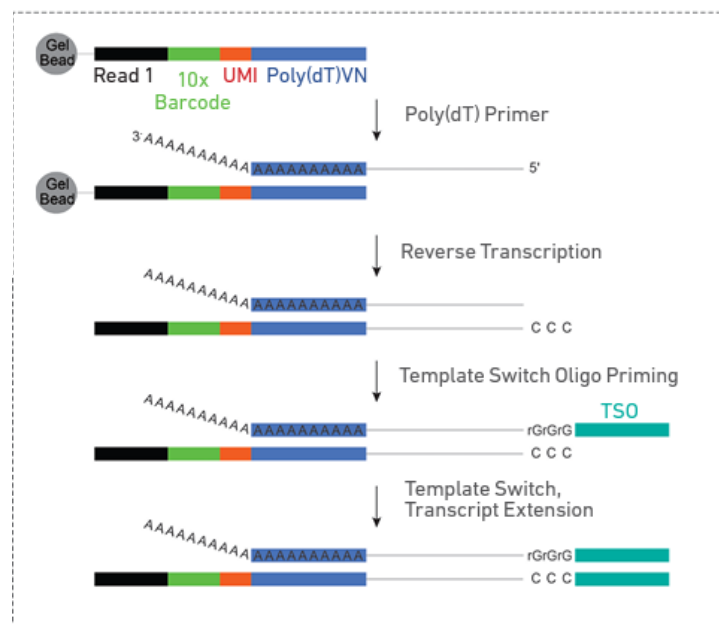 Gel
Bead
Read 1
10x
Barcode
UMI
Poly(dT)VN
Poly(dT) Primer
3'AAAAAAAAAA
AAAAAAAAAA
5'
Gel
Bead
Reverse Transcription
AAAAAAAAAA
AAAAAAAAAA
C C C
Template Switch Oligo Priming
AAAAAAAAAA
AAAAAAAAAA
rGrGrG
TSO
C C C
Template Switch,
Transcript Extension
AAAAAAAAAA
AAAAAAAAAA
rGrGrG
C C C